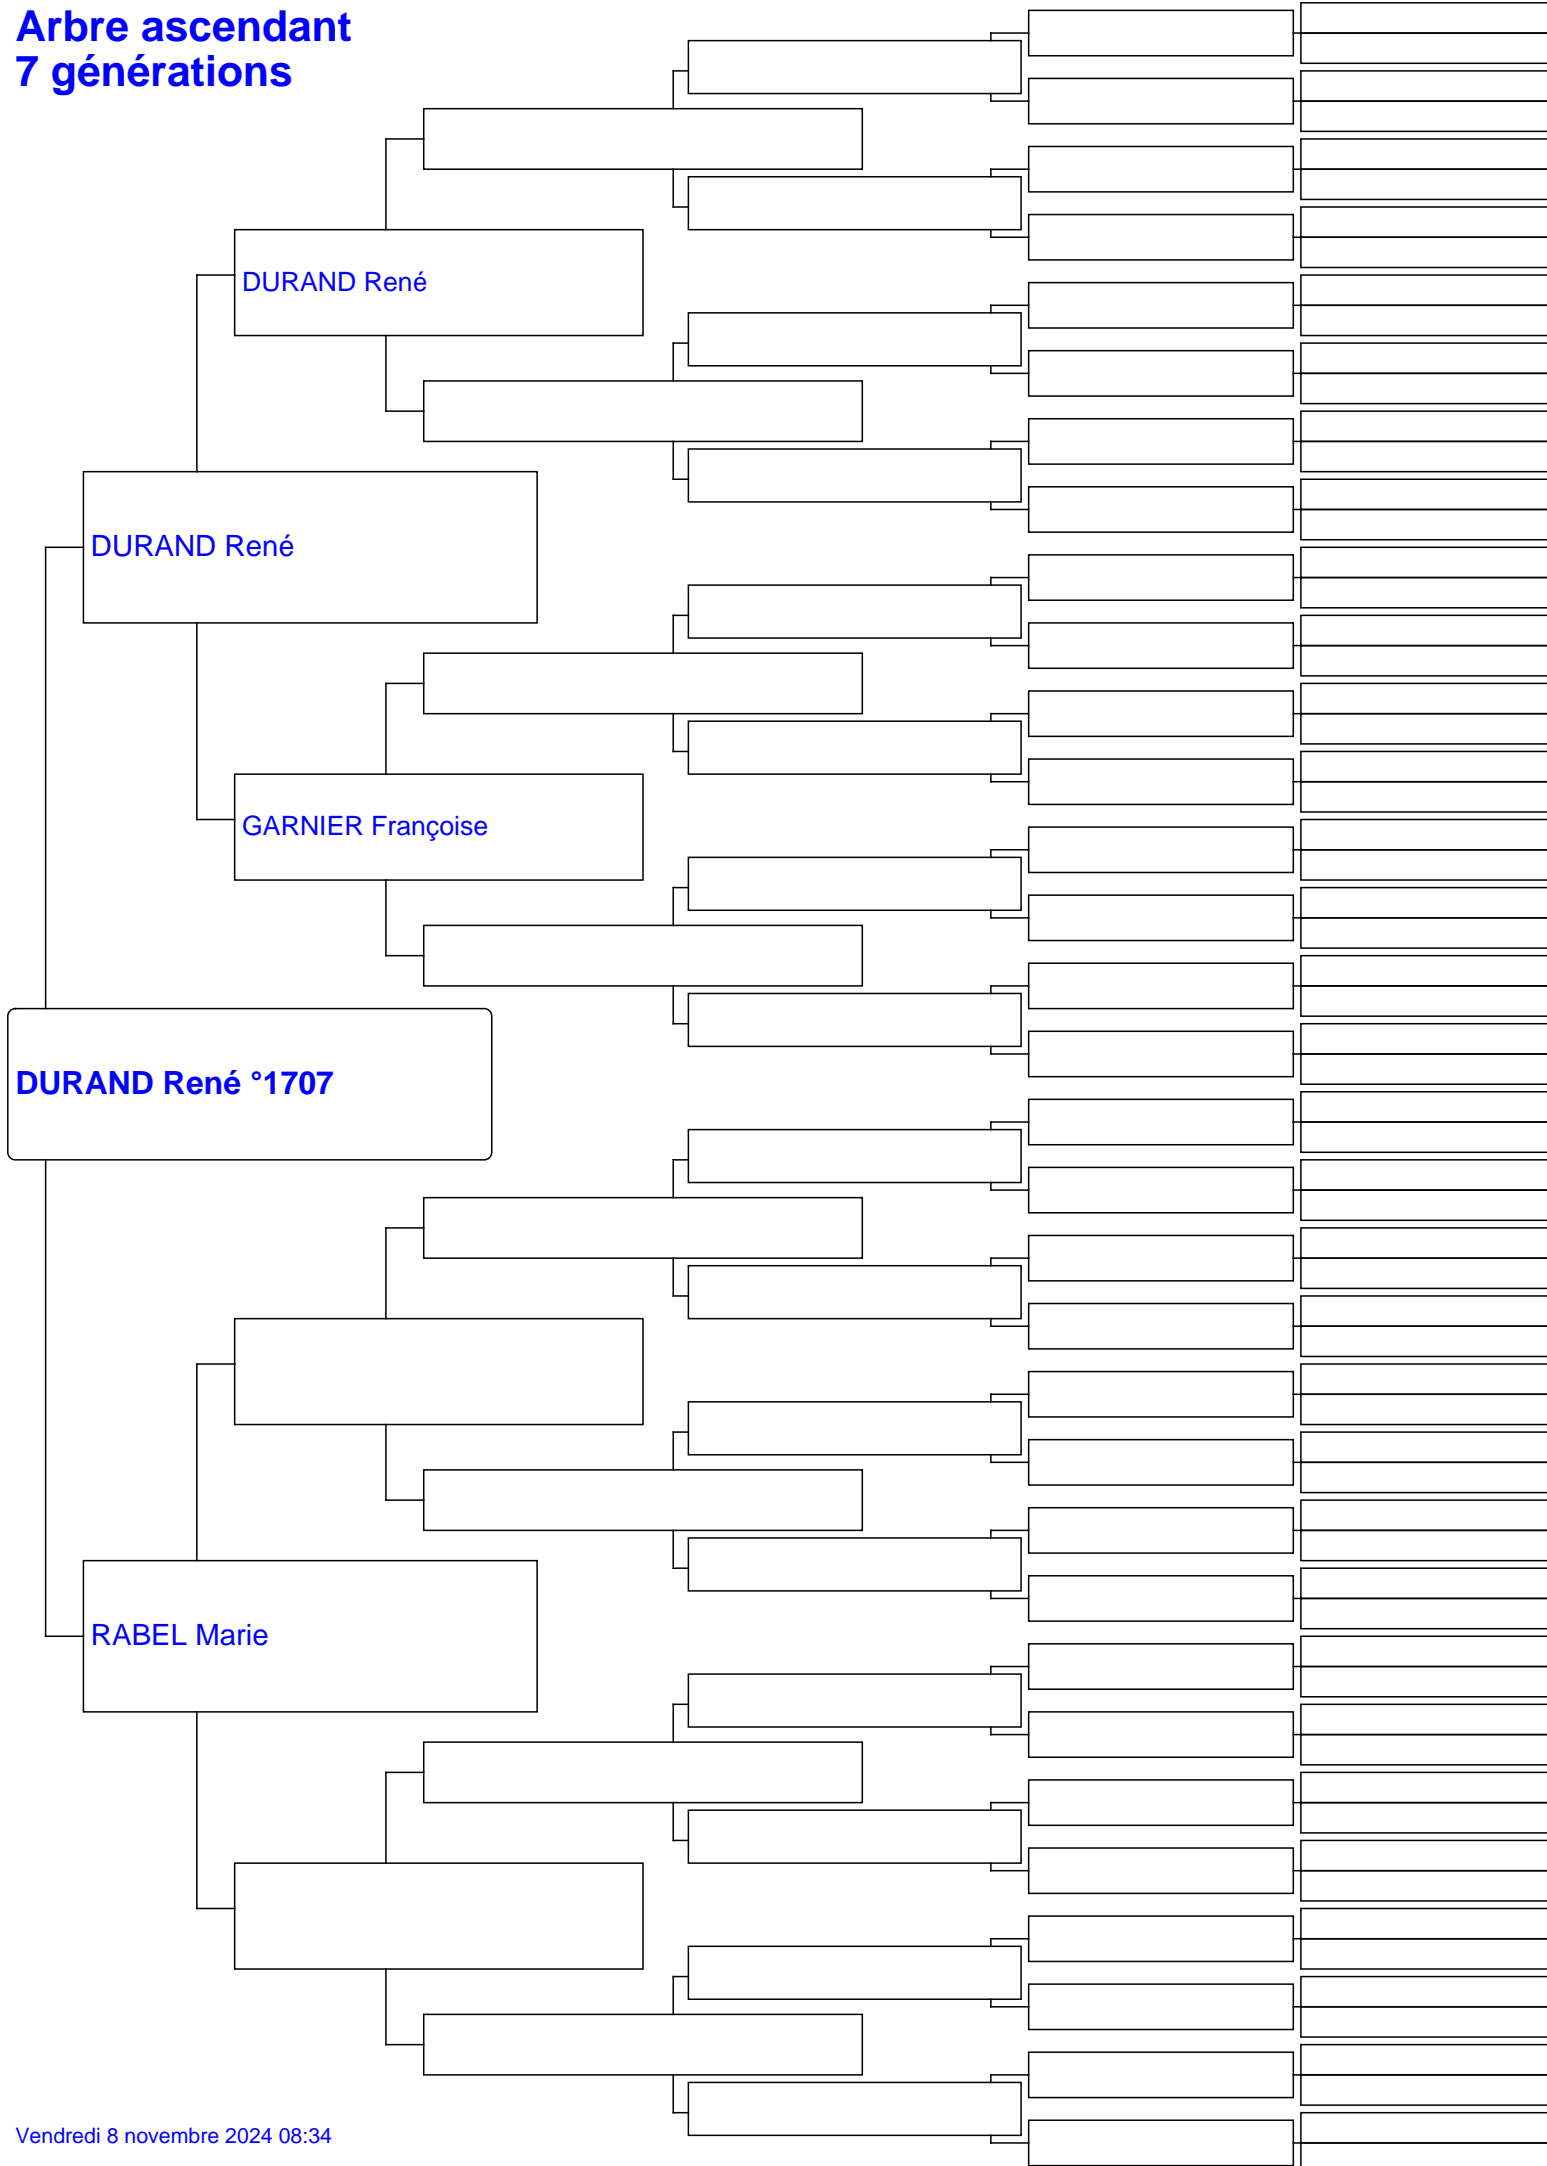 Arbre ascendant
7 générations
DURAND René
DURAND René
GARNIER Françoise
DURAND René °1707
RABEL Marie
Vendredi 8 novembre 2024 08:34